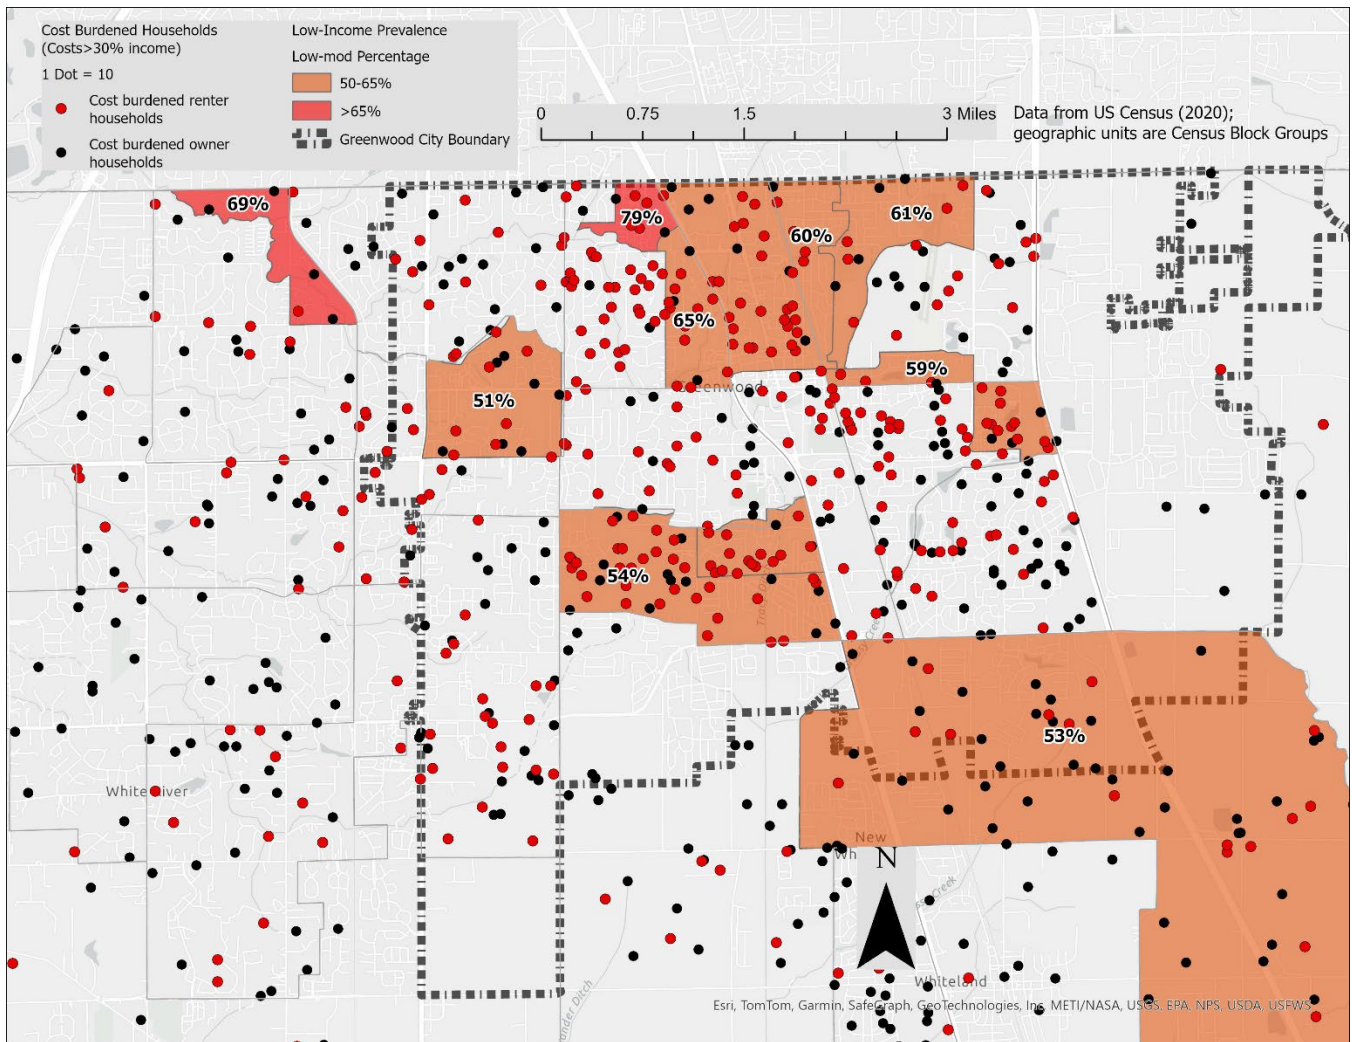 Cost Burdened Households
(Costs>30% income)
1 Dot = 10
Cost burdened renter
households
Cost burdened owner
households
Low-Income Prevalence
Low-mod Percentage
50-65%
>65%
Greenwood City Boundary
0 0.75 1.5 3 Miles
Data from US Census (2020);
geographic units are Census Block Groups
69%
79%
61%
60%
65%
59%
Greenwood
51%
54%
53%
White River
New
Wh
N
Creek
Whiteland
Esri, TomTom, Garmin, SafeGraph, GeoTechnologies, Inc, METI/NASA, USGS, EPA, NPS, USDA, USFWS